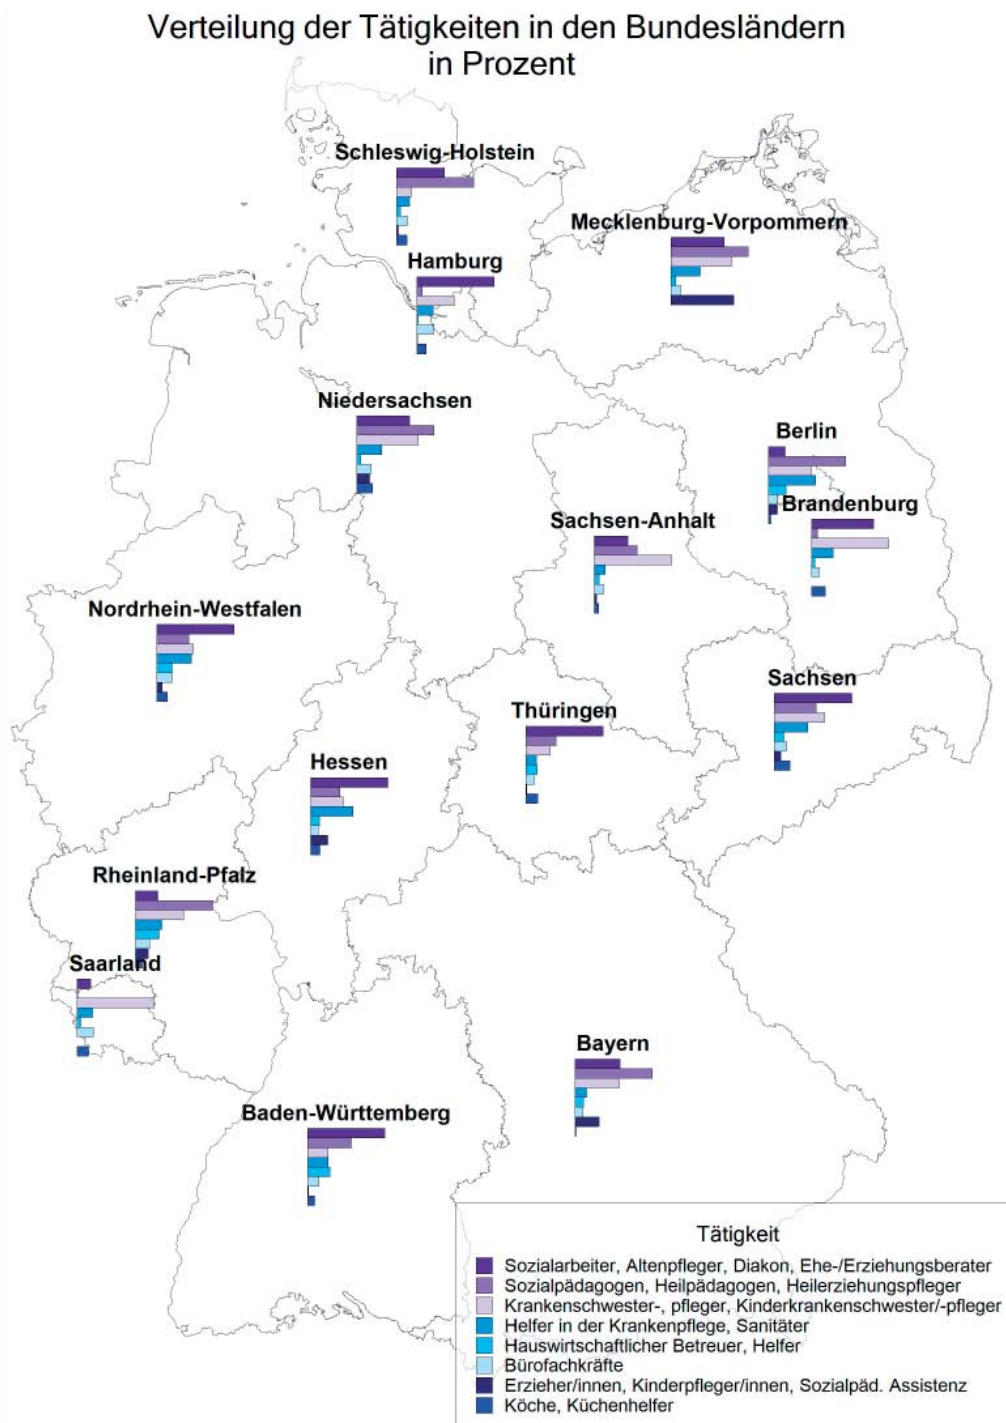 Verteilung der Tätigkeiten in den Bundesländern
in Prozent
Schleswig-Holstein
Mecklenburg-Vorpommern
Hamburg
Niedersachsen
Berlin
Brandenburg
Sachsen-Anhalt
Nordrhein-Westfalen
Sachsen
Thüringen
Hessen
Rheinland-Pfalz
Saarland
Bayern
Baden-Württemberg
Tätigkeit
Sozialarbeiter, Altenpfleger, Diakon, Ehe-/Erziehungsberater
Sozialpädagogen, Heilpädagogen, Heilerziehungspfleger
Krankenschwester-, pfleger, Kinderkrankenschwester/-pfleger
Helfer in der Krankenpflege, Sanitäter
Hauswirtschaftlicher Betreuer, Helfer
Bürofachkräfte
Erzieher/innen, Kinderpfleger/innen, Sozialpäd. Assistenz
Köche, Küchenhelfer